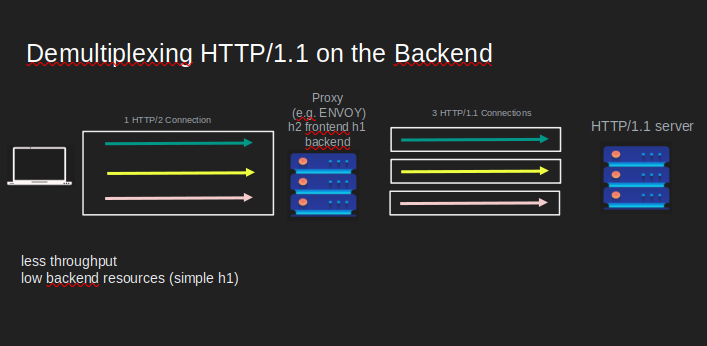 Demultiplexing HTTP/1.1 on the Backend
1 HTTP/2 Connection
Proxy
(e.g. ENVOY)
h2 frontend h1
backend
3 HTTP/1.1 Connections
HTTP/1.1 server
less throughput
low backend resources (simple h1)